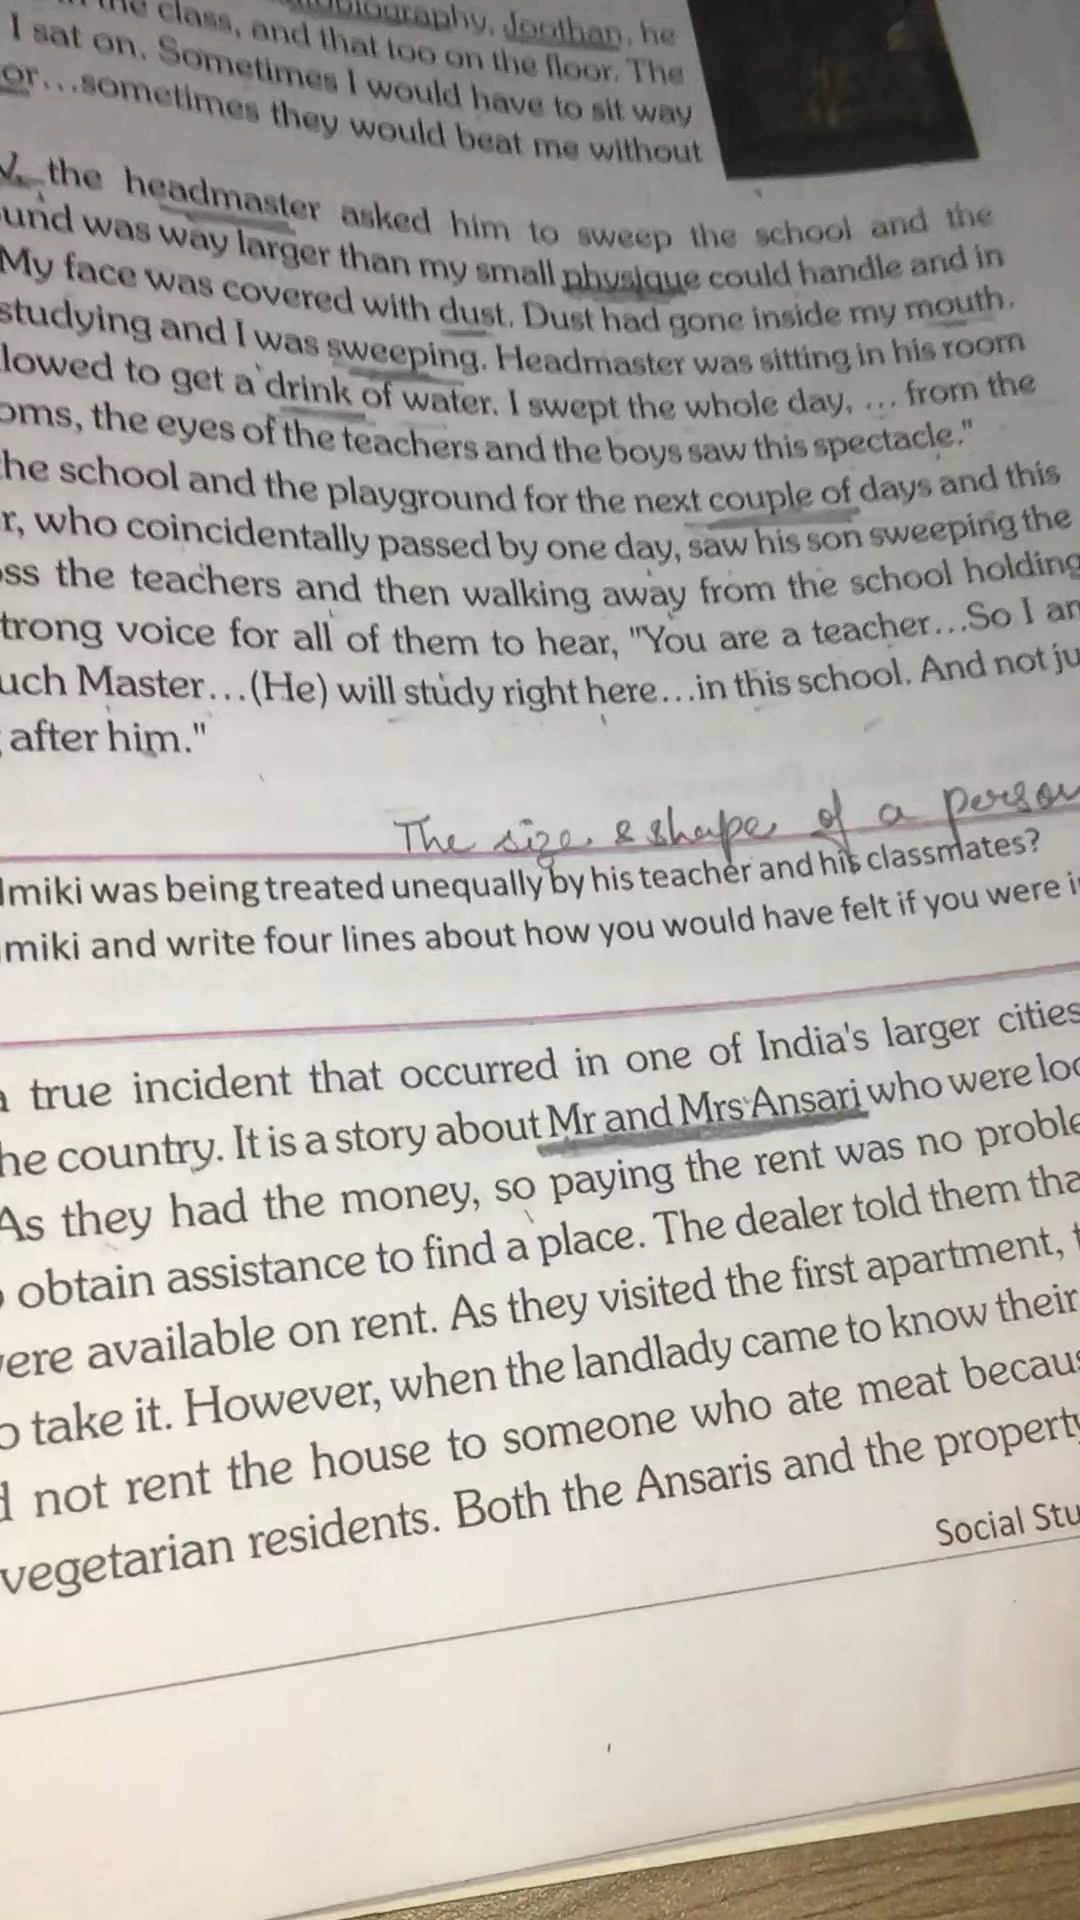 the class, and that too on the floor. The
autobiography, Joothan, he
I sat on. Sometimes I would have to sit way
or...sometimes they would beat me without
the headmaster asked him to sweep the school and the
was way larger than my small physique could handle and in
My face was covered with dust. Dust had gone inside my mouth.
studying and I was sweeping. Headmaster was sitting in his room
lowed to get a drink of water. I swept the whole day, ... from the
oms, the eyes of the teachers and the boys saw this spectacle."
he school and the playground for the next couple of days and this
r, who coincidentally passed by one day, saw his son sweeping the
ss the teachers and then walking away from the school holding
trong voice for all of them to hear, "You are a teacher...So I am
uch Master...(He) will study right here...in this school. And not ju
after him."
The size & shape of a person
lmiki was being treated unequally by his teacher and his classmates?
miki and write four lines about how you would have felt if you were i
a true incident that occurred in one of India's larger cities
he country. It is a story about Mr and Mrs Ansari who were loo
As they had the money, so paying the rent was no proble
o obtain assistance to find a place. The dealer told them tha
ere available on rent. As they visited the first apartment, t
o take it. However, when the landlady came to know their
d not rent the house to someone who ate meat becaus
vegetarian residents. Both the Ansaris and the property
Social Stu